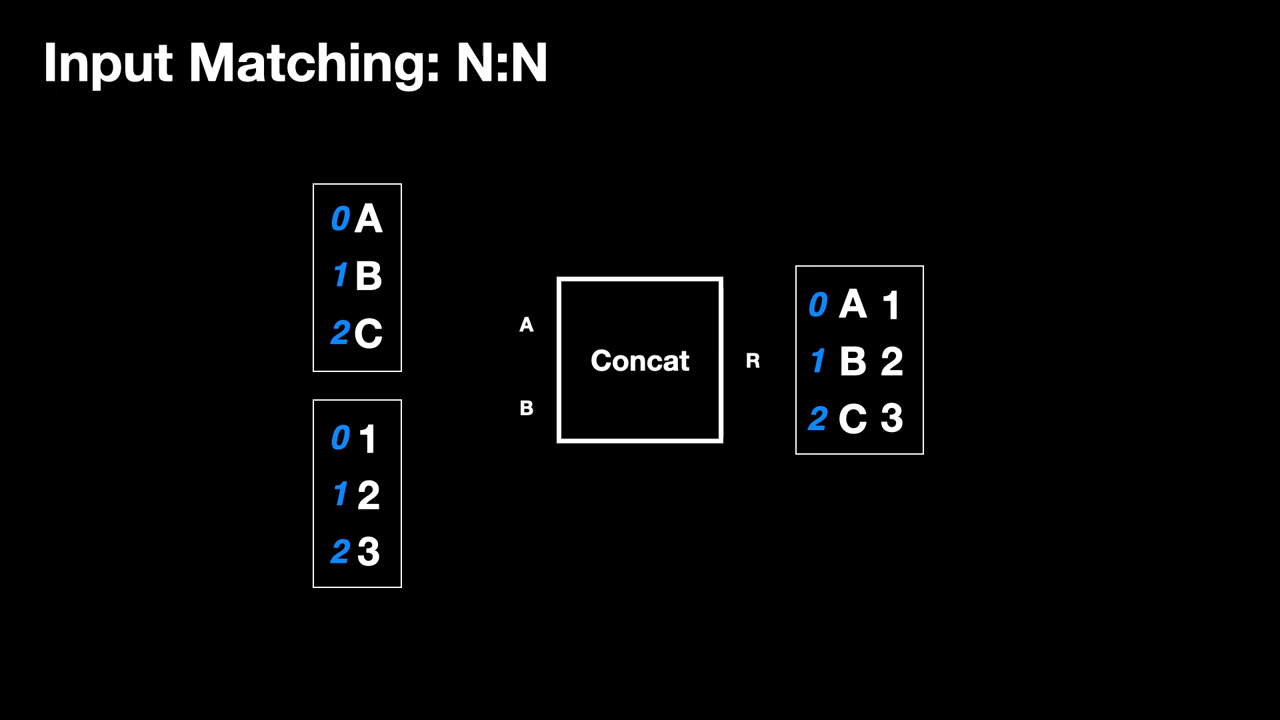 Input Matching: N:N
0 A
1 B
2 C
0 1
1 2
2 3
A
B
Concat
R
0 A 1
1 B 2
2 C 3